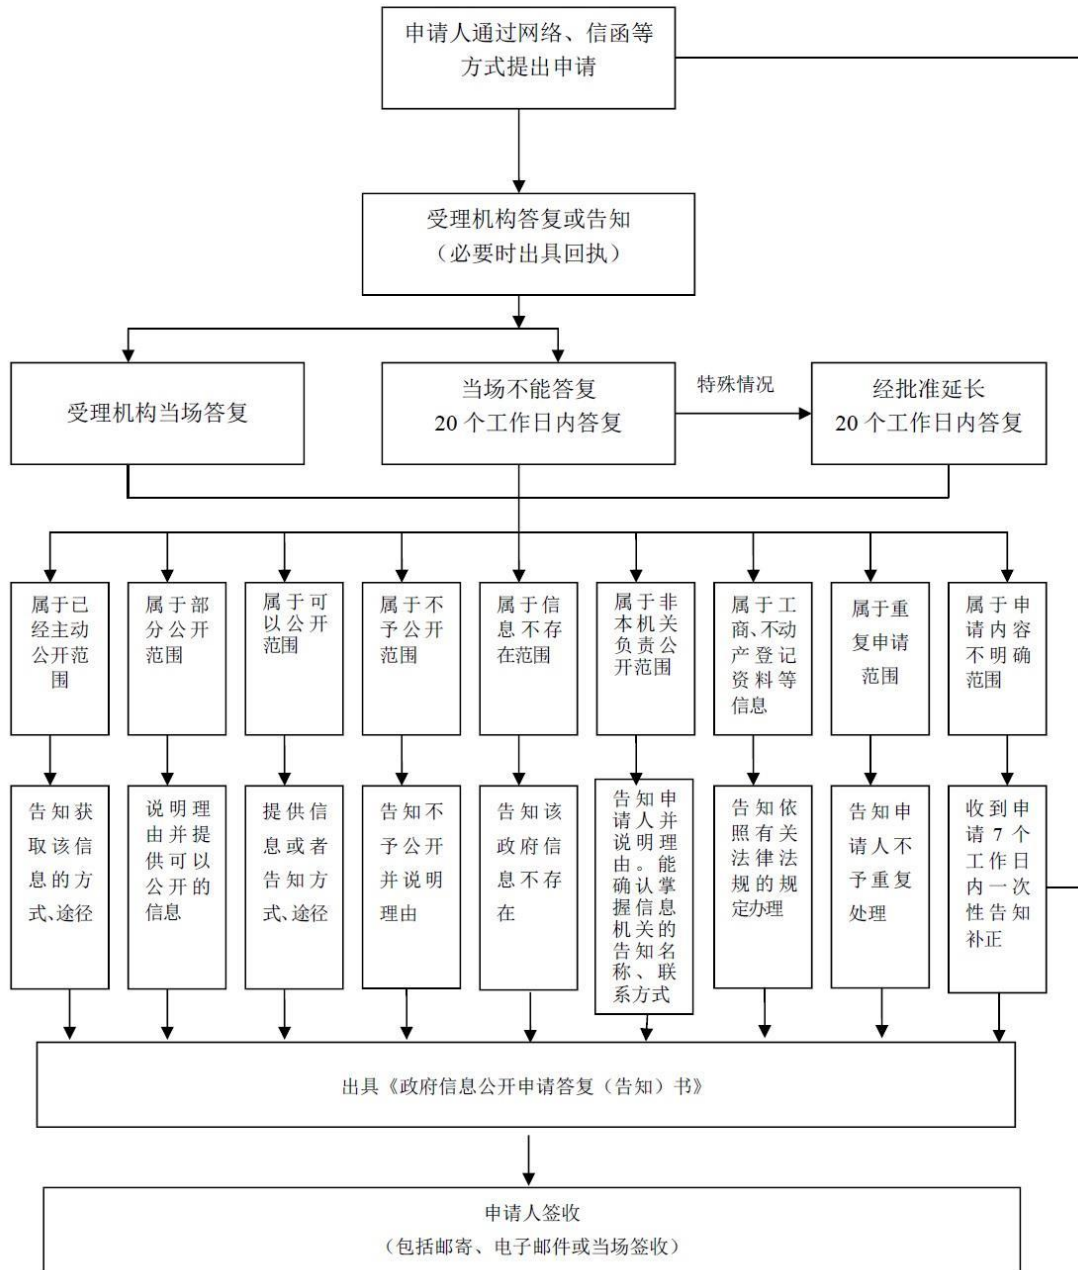 申请人通过网络、信函等
方式提出申请
受理机构答复或告知
（必要时出具回执）
受理机构当场答复
当场不能答复
20 个工作日内答复
特殊情况
经批准延长
20 个工作日内答复
属于已
经主动
公开范
围
属于部
分公开
范围
属于可
以公开
范围
属于不
予公开
范围
属于信
息不存
在范围
属于非
本机关
负责公
开范围
属于工
商、不动
产登记
资料等
信息
属于重
复申请
范围
属于申
请内容
不明确
范围
告知获
取该信
息的方
式、途径
说明理
由并提
供可以
公开的
信息
提供信
息或者
告知方
式、途径
告知不
予公开
并说明
理由
告知该
政府信
息不存
在
告知申
请人并
说明理
由。能
确认掌
握信息
机关的
告知名
称、联
系方式
告知依
照有关
法律法
规的规
定办理
告知申
请人不
予重复
处理
收到申
请 7 个
工作日
内一次
性告知
补正
出具《政府信息公开申请答复（告知）书》
申请人签收
（包括邮寄、电子邮件或当场签收）